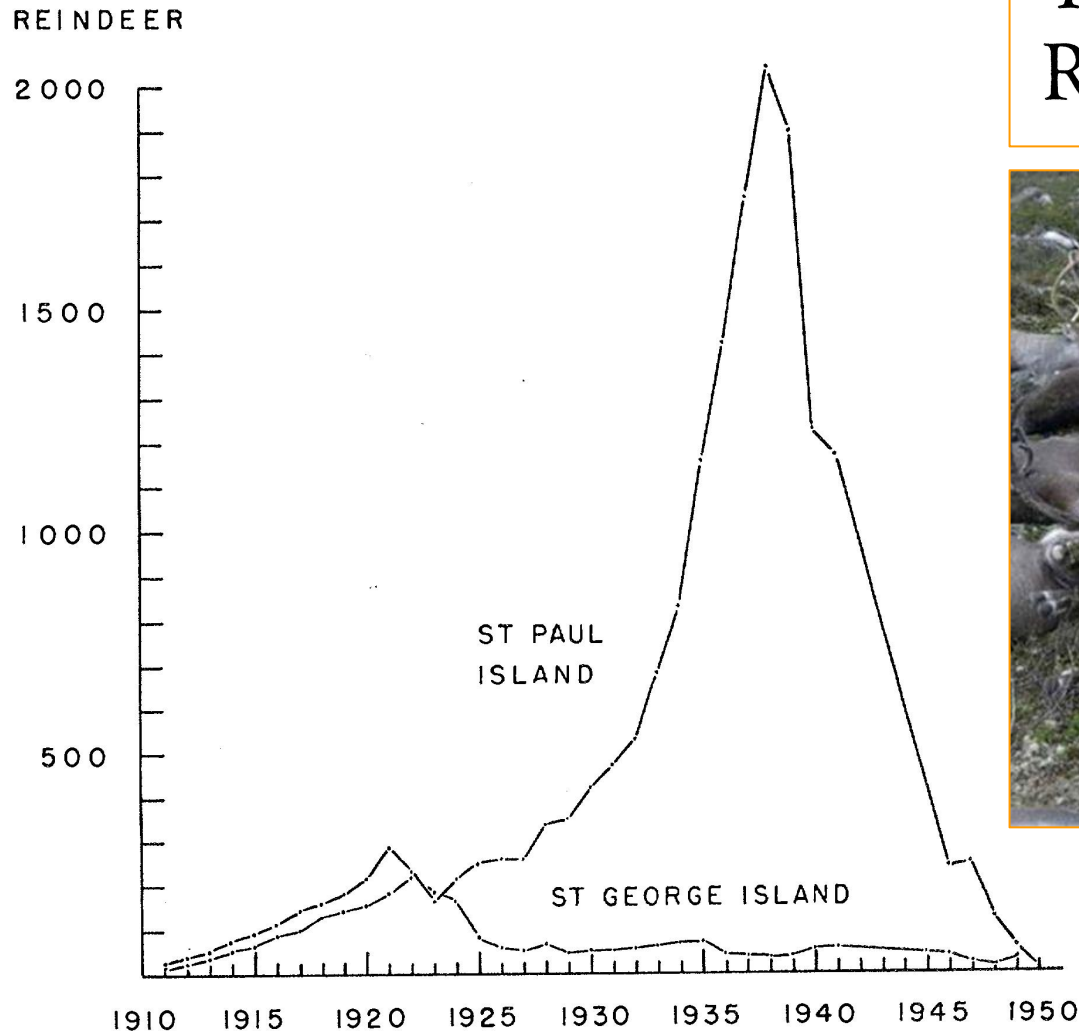 REINDEER
R
2000
1500
1000
500
ST PAUL
ISLAND
ST GEORGE ISLAND
1910 1915 1920 1925 1930 1935 1940 1945 1950